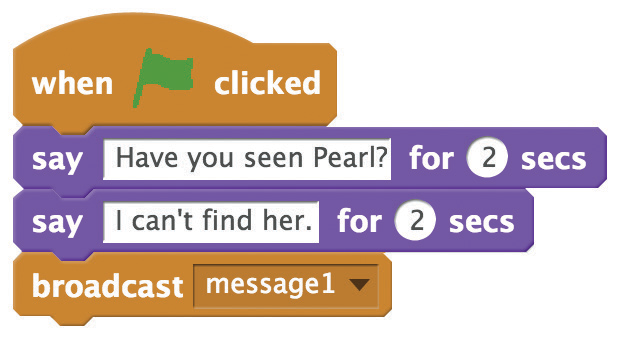 when clicked
say Have you seen Pearl? for 2 secs
say I can't find her. for 2 secs
broadcast message1